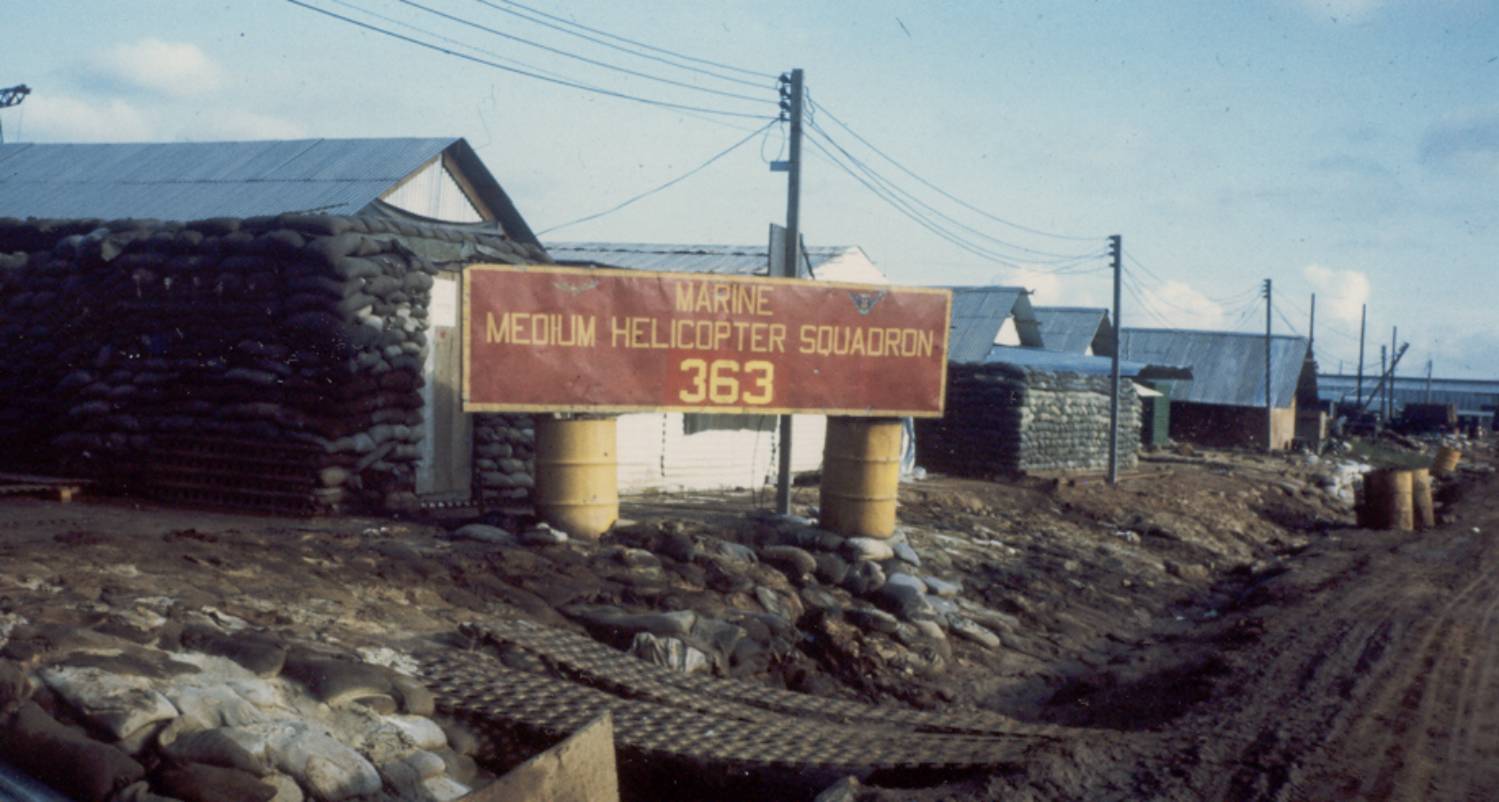 MARINE
MEDIUM HELICOPTER SQUADRON
363